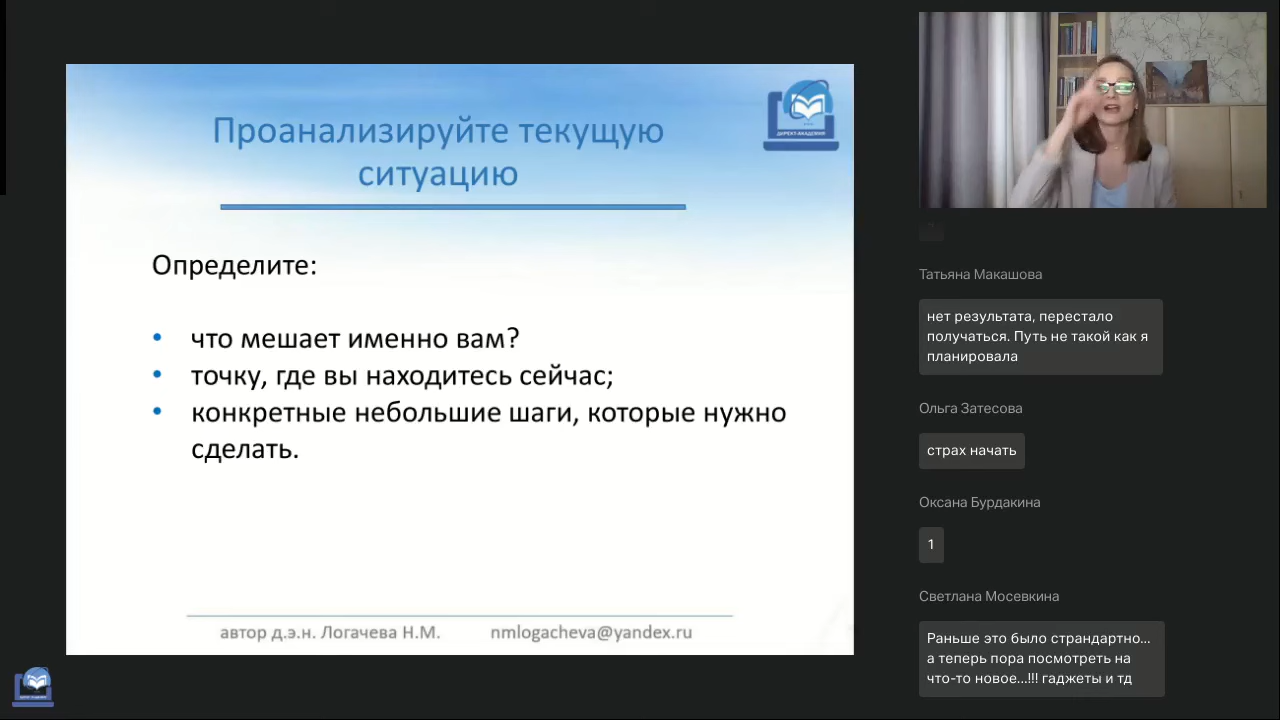 Проанализируйте текущую
ситуацию
ДИРЕКТ-АКАДЕМИЯ
Определите:
• что мешает именно вам?
• точку, где вы находитесь сейчас;
• конкретные небольшие шаги, которые нужно
сделать.
автор д.э.н. Логачева Н.М. nmlogacheva@yandex.ru
Татьяна Макашова
нет результата, перестало
получаться. Путь не такой как я
планировала
Ольга Затесова
страх начать
Оксана Бурдакина
1
Светлана Мосевкина
Раньше это было страндартно...
а теперь пора посмотреть на
что-то новое...!!! гаджеты и тд